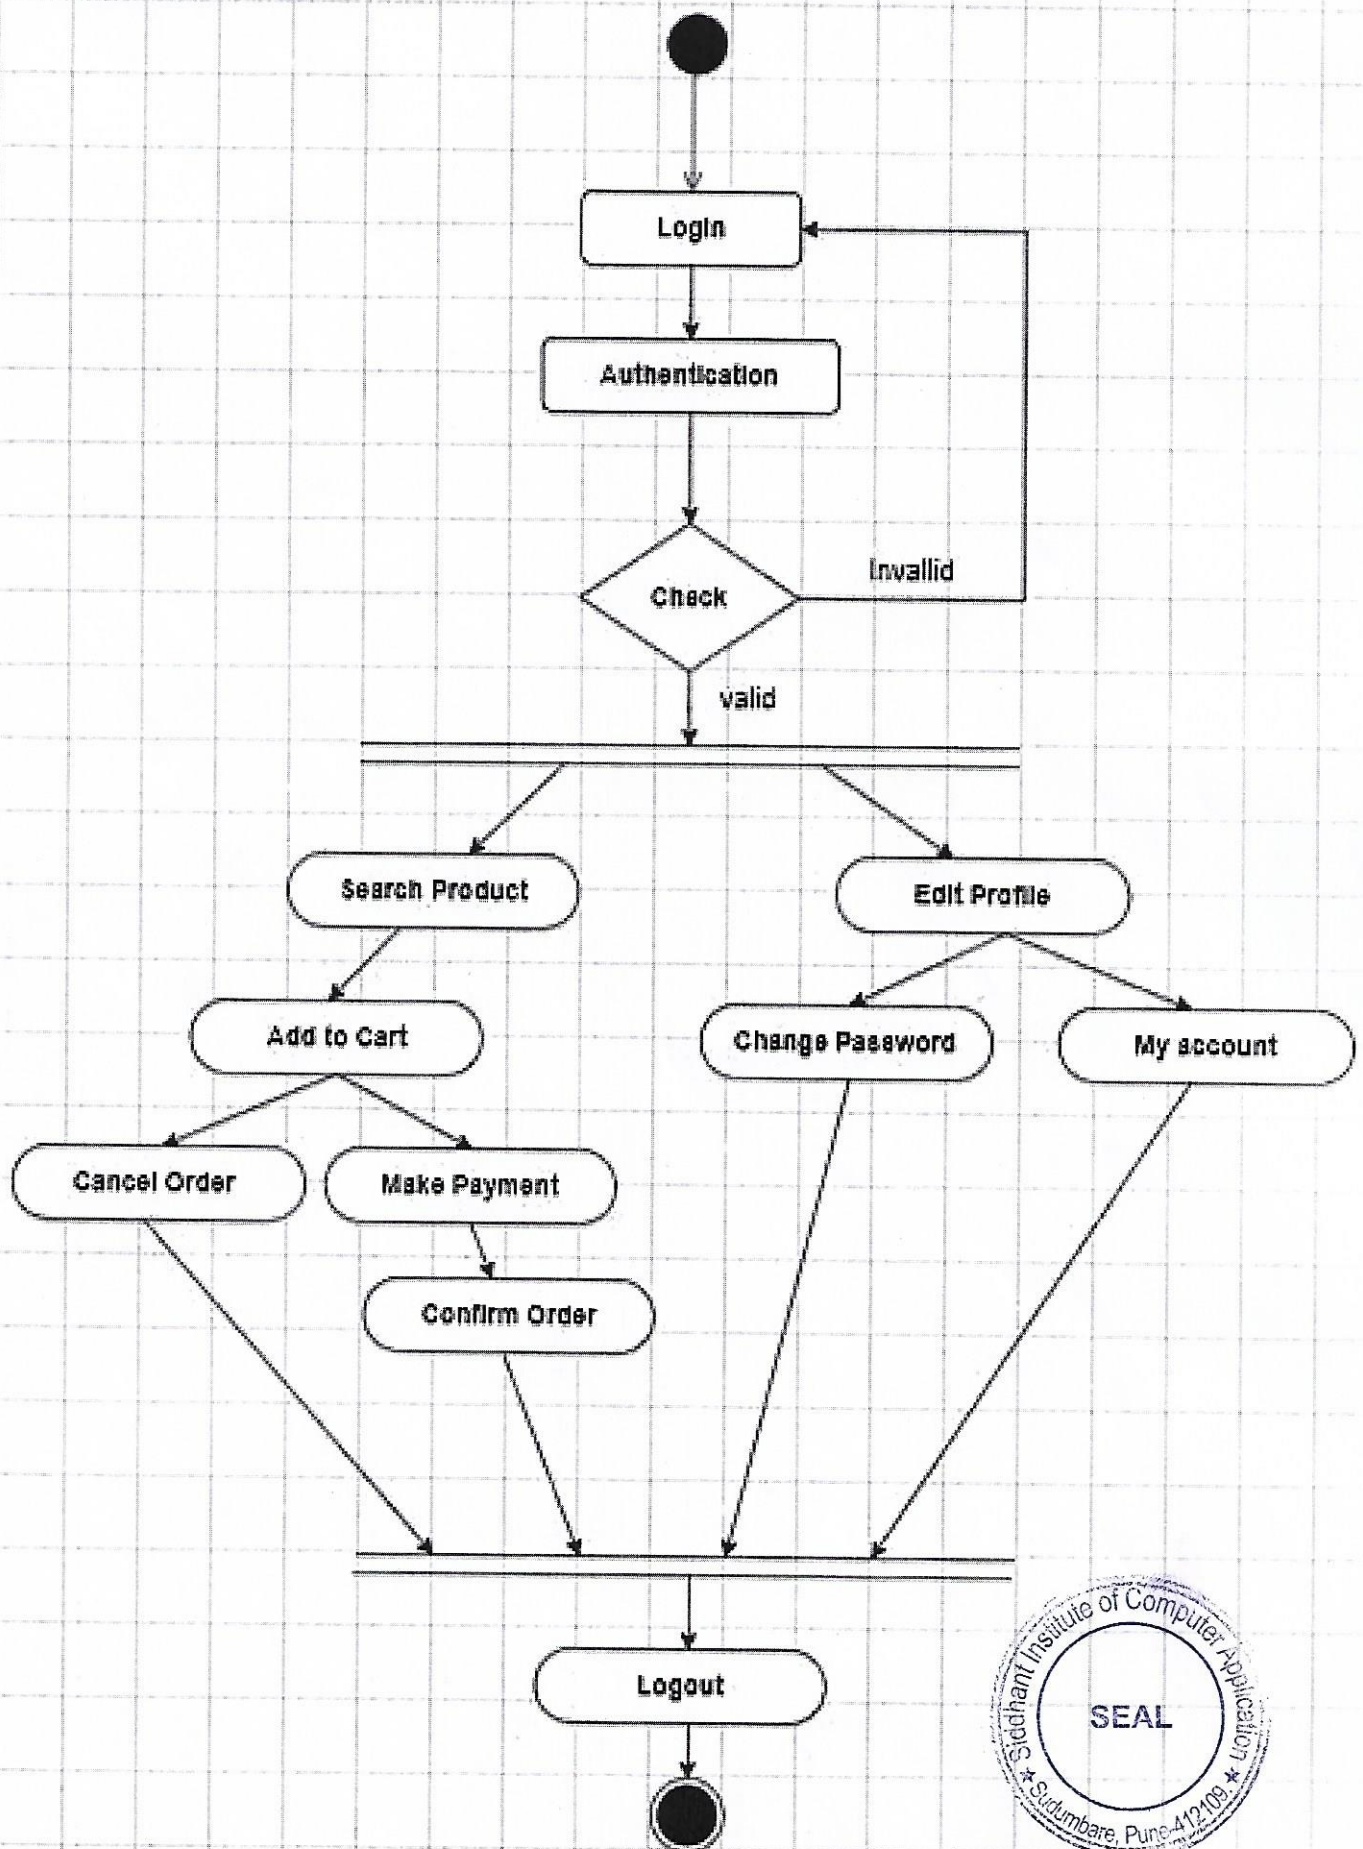 Login
Authentication
Check
Invallid
valid
Search Product
Edit Profile
Add to Cart
Change Password
My account
Cancel Order
Make Payment
Confirm Order
Logout
Siddhant Institute of Computer Application
SEAL
★ Sudumbare, Pune-412109. ★